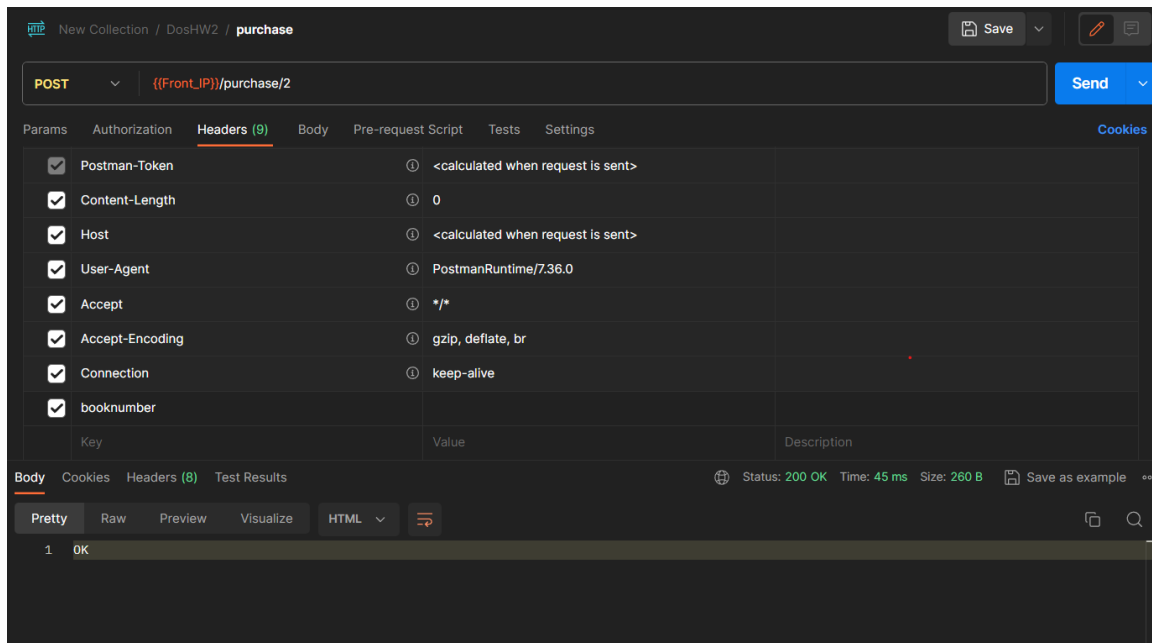 HTTP New Collection / DosHW2 / purchase Save
POST {{Front_IP}}/purchase/2 Send
Params Authorization Headers (9) Body Pre-request Script Tests Settings Cookies
Postman-Token <calculated when request is sent>
Content-Length 0
Host <calculated when request is sent>
User-Agent PostmanRuntime/7.36.0
Accept */*
Accept-Encoding gzip, deflate, br
Connection keep-alive
booknumber
Key Value Description
Body Cookies Headers (8) Test Results Status: 200 OK Time: 45 ms Size: 260 B Save as example
Pretty Raw Preview Visualize HTML
1 OK